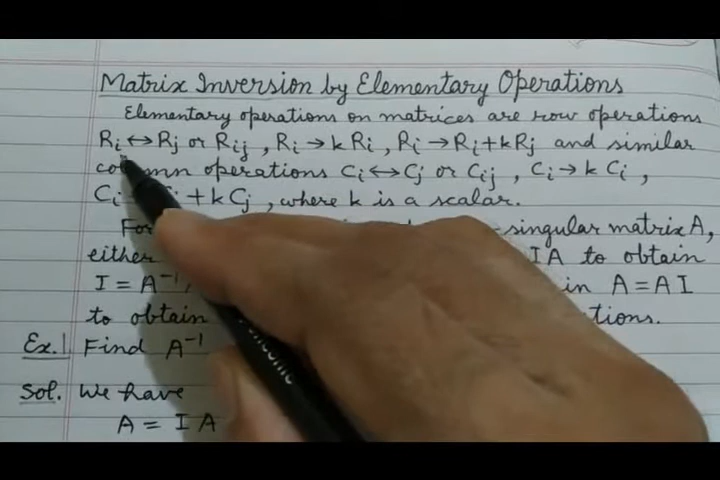 Matrix Inversion by Elementary Operations
Elementary operations on matrices are row operations
Ri ↔ Rj or Rij , Ri → k Ri , Ri → Ri + k Rj and similar
column operations Ci ↔ Cj or Cij , Ci → k Ci ,
Ci + k Cj , where k is a scalar.
For singular matrix A,
either IA to obtain
I = A⁻¹ in A = AI
to obtain tions.
Ex. 1 Find A⁻¹
Sol. We have
A = I A